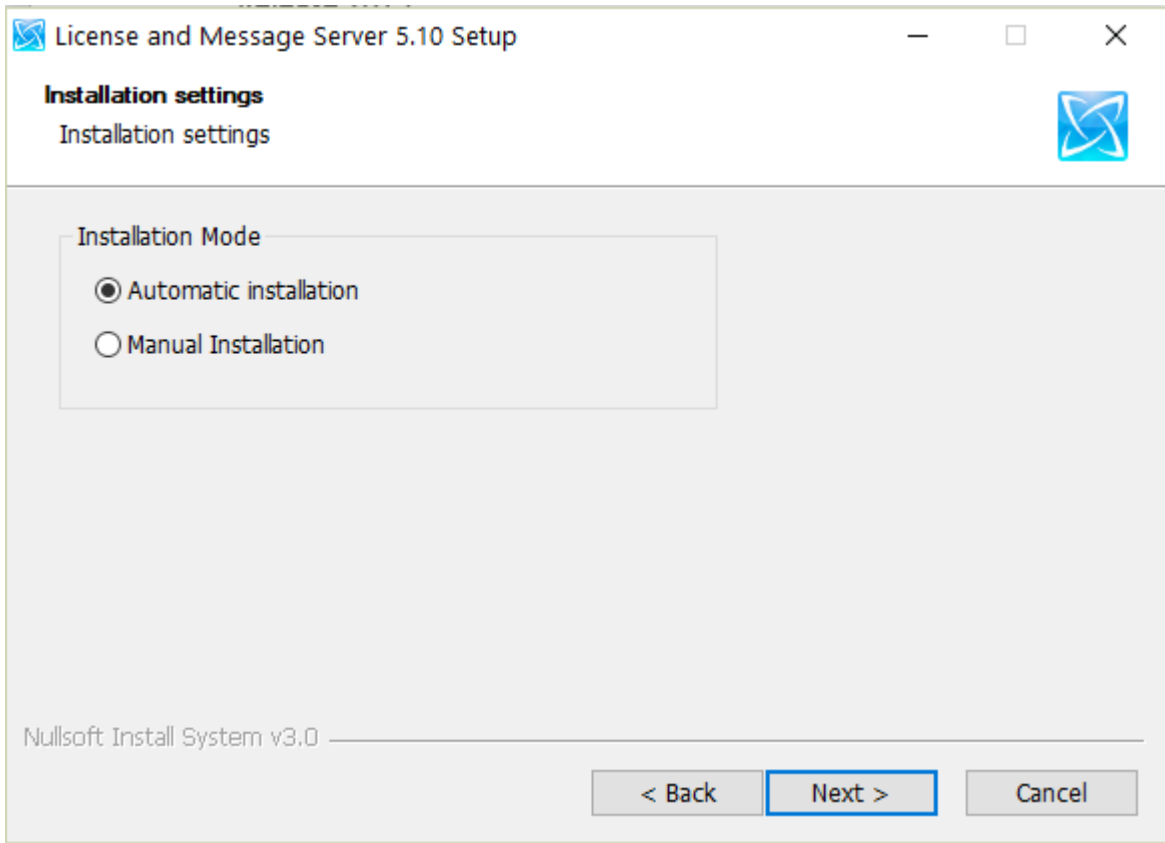 License and Message Server 5.10 Setup
Installation settings
Installation settings
Installation Mode
Automatic installation
Manual Installation
Nullsoft Install System v3.0
< Back
Next >
Cancel